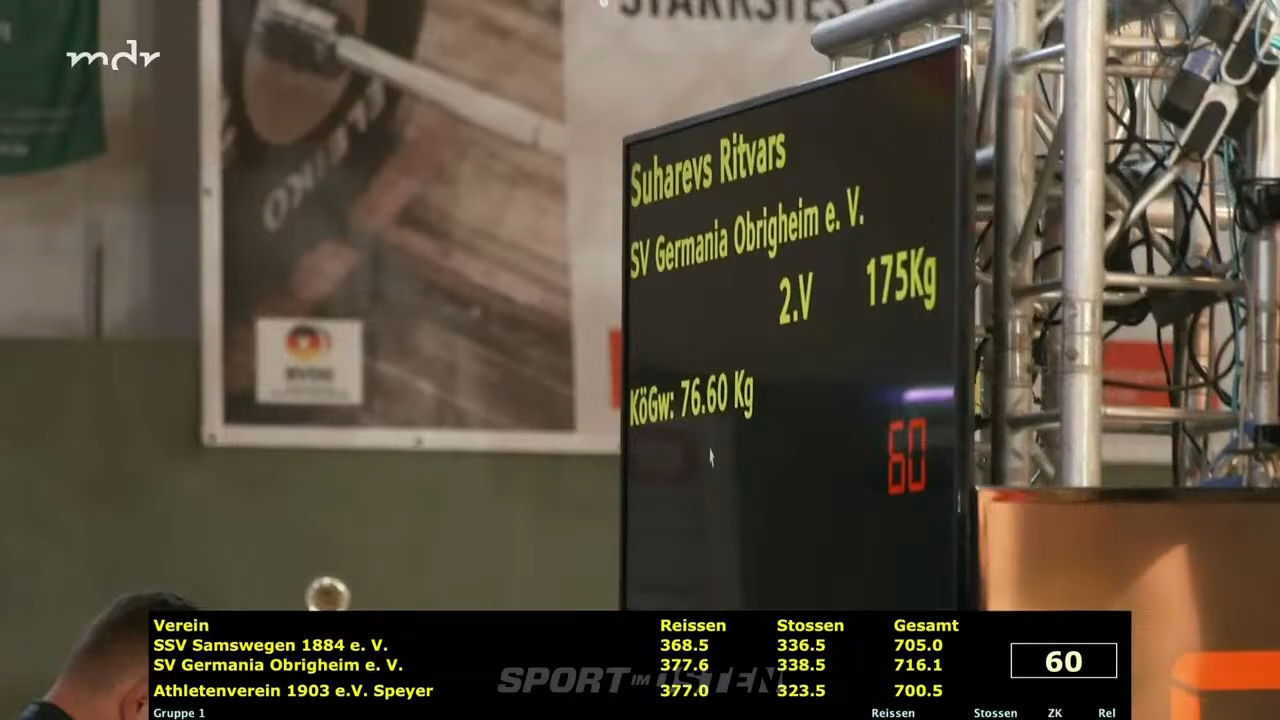 mdr
STÄRKSTES
ELEIKO
BVDG
Suharevs Ritvars
SV Germania Obrigheim e. V.
2.V 175Kg
KöGw: 76.60 Kg
60
Verein Reissen Stossen Gesamt
SSV Samswegen 1884 e. V. 368.5 336.5 705.0
SV Germania Obrigheim e. V. 377.6 338.5 716.1
Athletenverein 1903 e.V. Speyer 377.0 323.5 700.5
60
SPORT IM OSTEN
Gruppe 1 Reissen Stossen ZK Rel